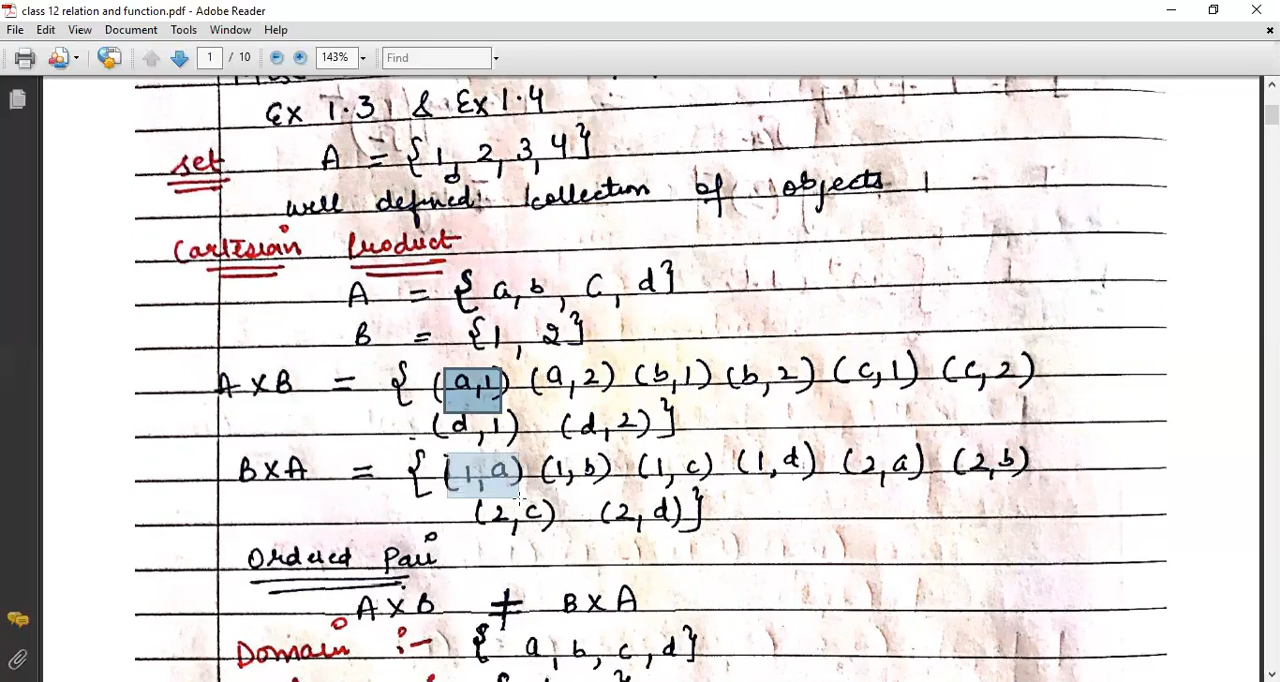 class 12 relation and function.pdf - Adobe Reader
File Edit View Document Tools Window Help
1 / 10 143% Find
Ex 1.3 & Ex 1.4
set A = {1, 2, 3, 4}
well defined collection of objects
Cartesian Product
A = {a, b, c, d}
B = {1, 2}
A X B = { (a,1) (a,2) (b,1) (b,2) (c,1) (c,2)
(d,1) (d,2)}
B X A = { (1,a) (1,b) (1,c) (1,d) (2,a) (2,b)
(2,c) (2,d)}
Ordered Pair
A X B ≠ B X A
Domain :- { a, b, c, d}